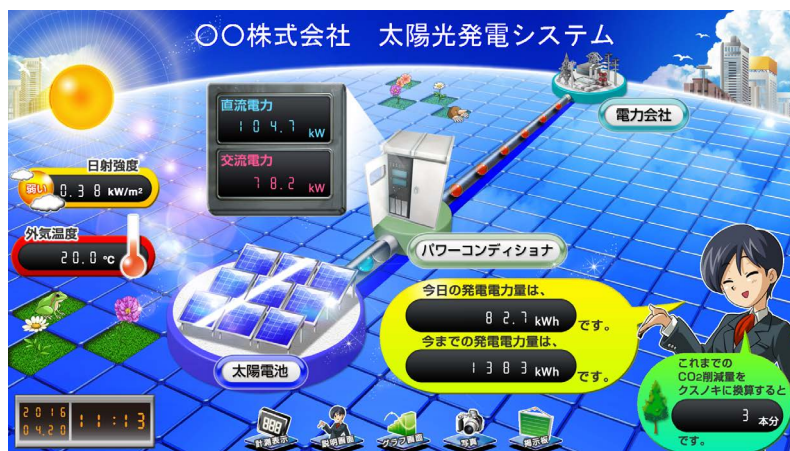 〇〇株式会社　太陽光発電システム
直流電力
104.7 kW
交流電力
78.2 kW
電力会社
日射強度
弱い 0.38 kW/m²
外気温度
20.0 ℃
パワーコンディショナ
太陽電池
今日の発電電力量は、
82.7 kWh です。
今までの発電電力量は、
1383 kWh です。
これまでの
CO2削減量を
クスノキに換算すると
3 本分
です。
2016
04.20
11:13
888
計測表示
説明画面
グラフ画面
写真
掲示板